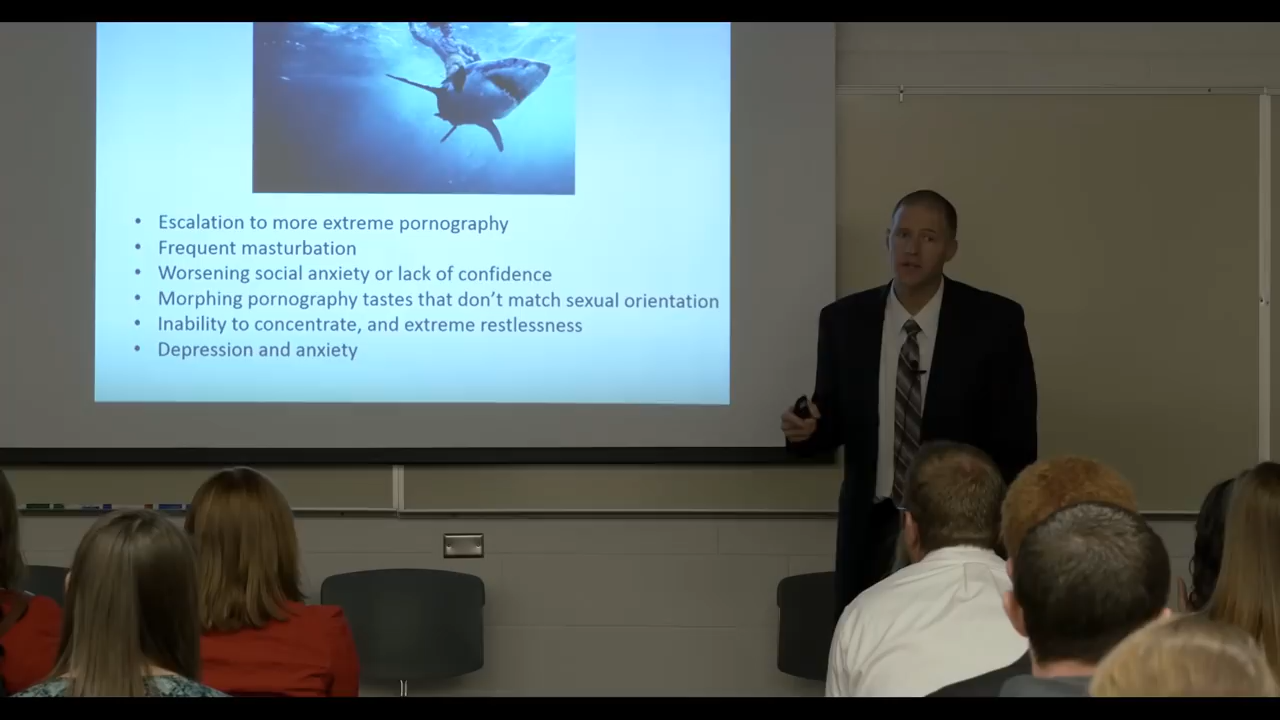 • Escalation to more extreme pornography
• Frequent masturbation
• Worsening social anxiety or lack of confidence
• Morphing pornography tastes that don’t match sexual orientation
• Inability to concentrate, and extreme restlessness
• Depression and anxiety